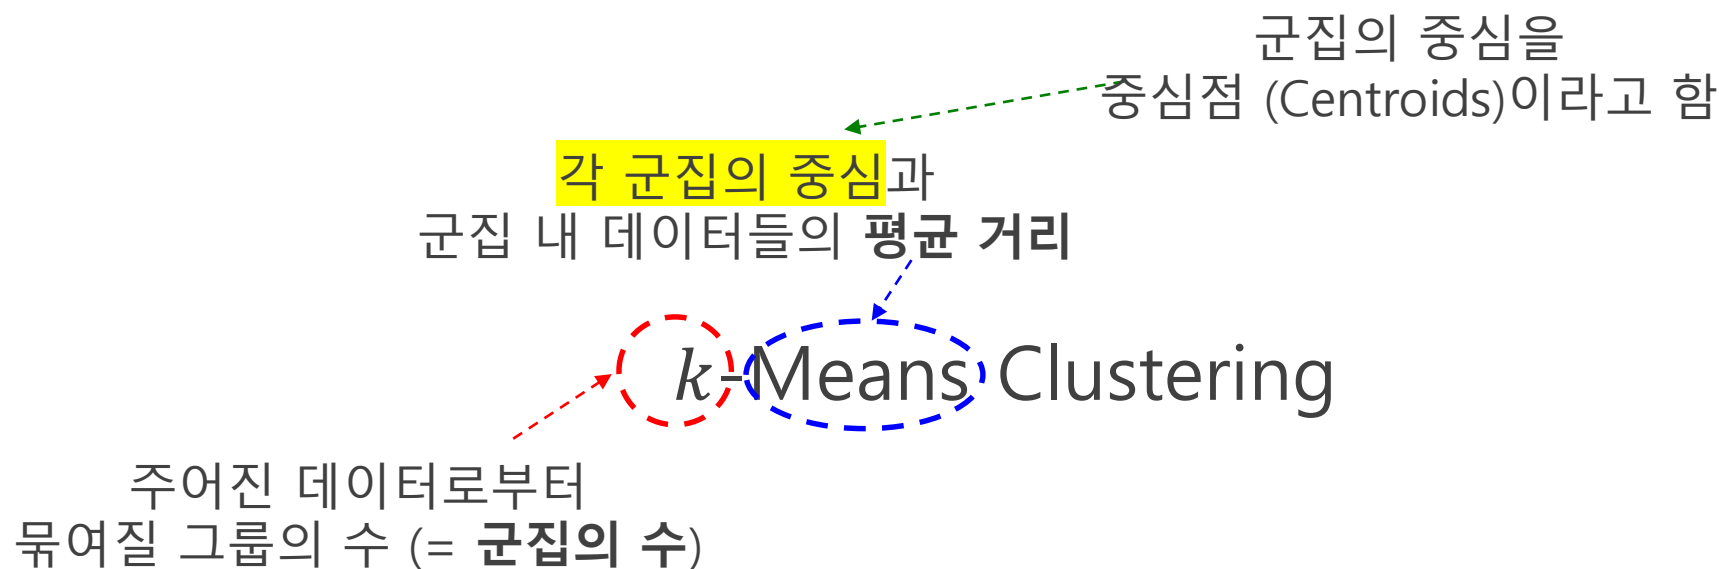 군집의 중심을
중심점 (Centroids)이라고 함
각 군집의 중심과
군집 내 데이터들의 평균 거리
k-Means Clustering
주어진 데이터로부터
묶여질 그룹의 수 (= 군집의 수)